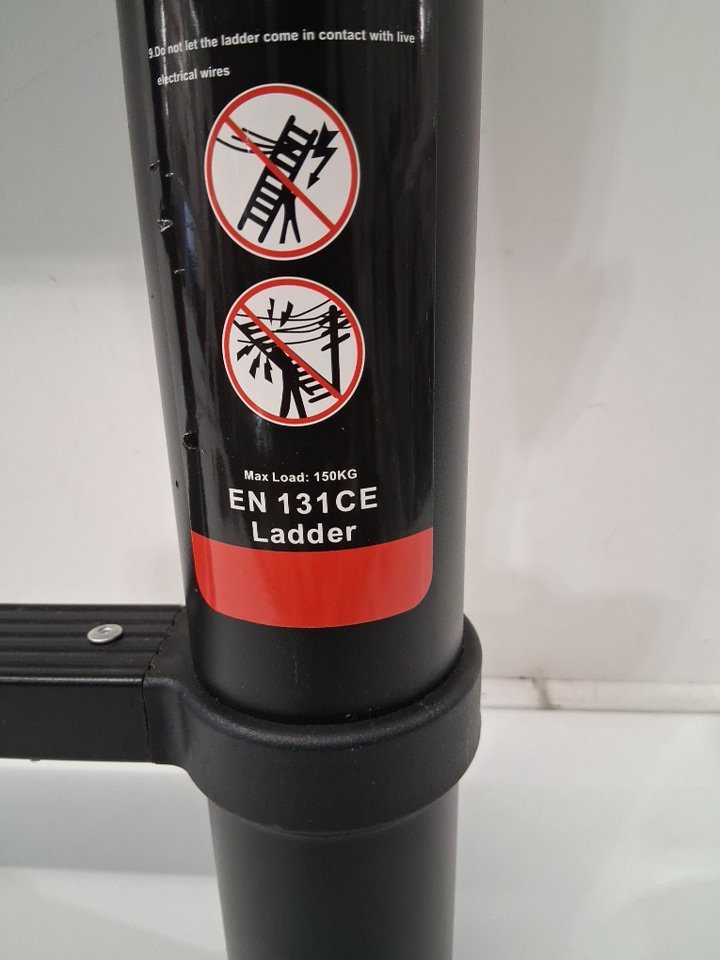 9.Do not let the ladder come in contact with live
electrical wires
Max Load: 150KG
EN 131CE
Ladder